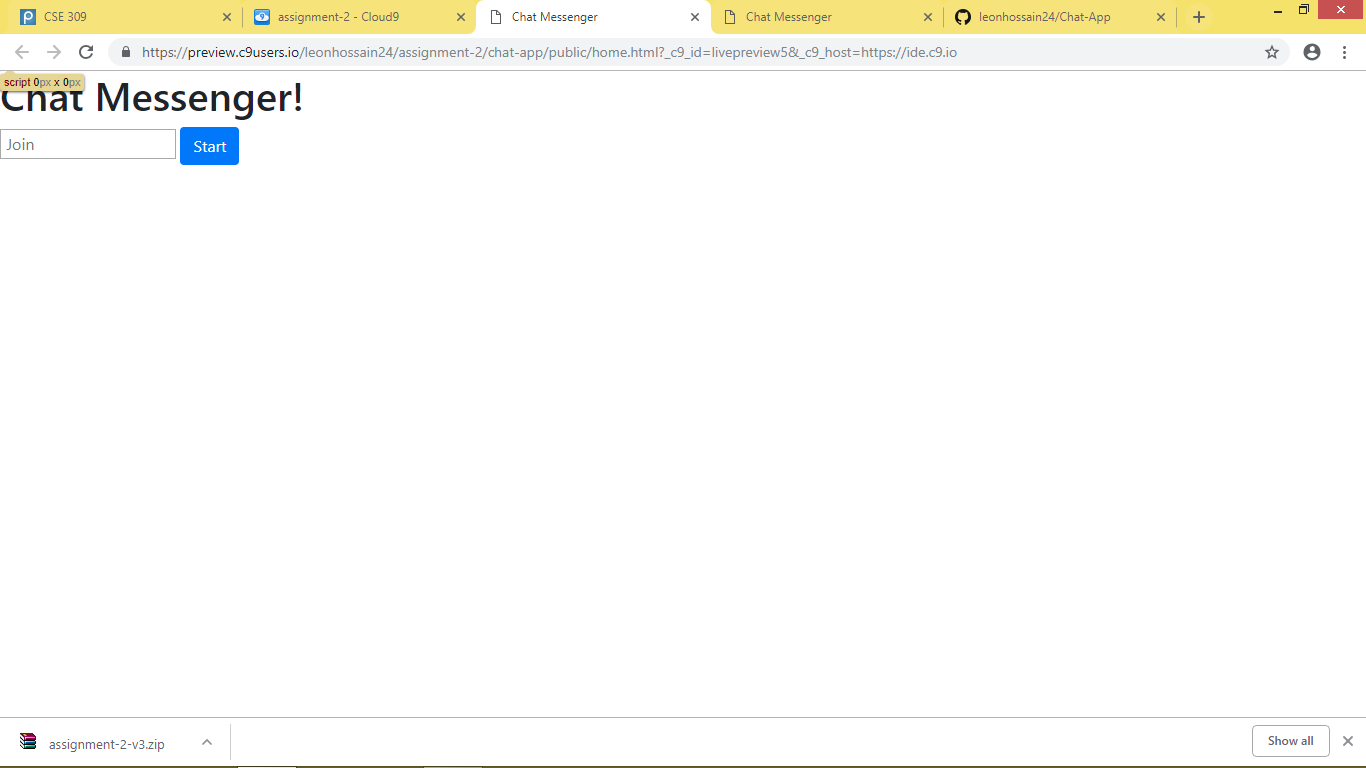 CSE 309
assignment-2 - Cloud9
Chat Messenger
Chat Messenger
leonhossain24/Chat-App
https://preview.c9users.io/leonhossain24/assignment-2/chat-app/public/home.html?_c9_id=livepreview5&_c9_host=https://ide.c9.io
script 0px x 0px
Chat Messenger!
Join
Start
assignment-2-v3.zip
Show all